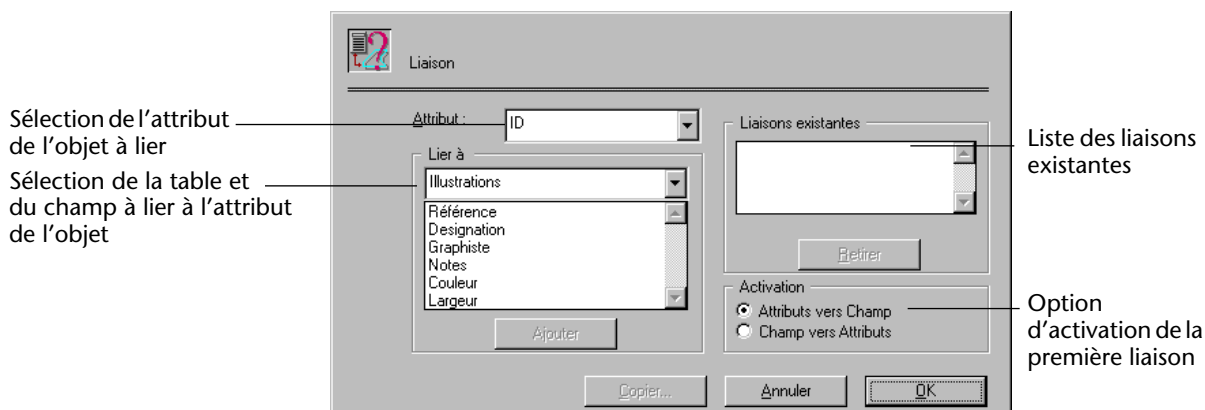 Liaison
Sélection de l'attribut
de l'objet à lier
Sélection de la table et
du champ à lier à l'attribut
de l'objet
Attribut :
ID
Lier à
Illustrations
Référence
Designation
Graphiste
Notes
Couleur
Largeur
Ajouter
Liaisons existantes
Retirer
Activation
Attributs vers Champ
Champ vers Attributs
Liste des liaisons
existantes
Option
d'activation de la
première liaison
Copier...
Annuler
OK